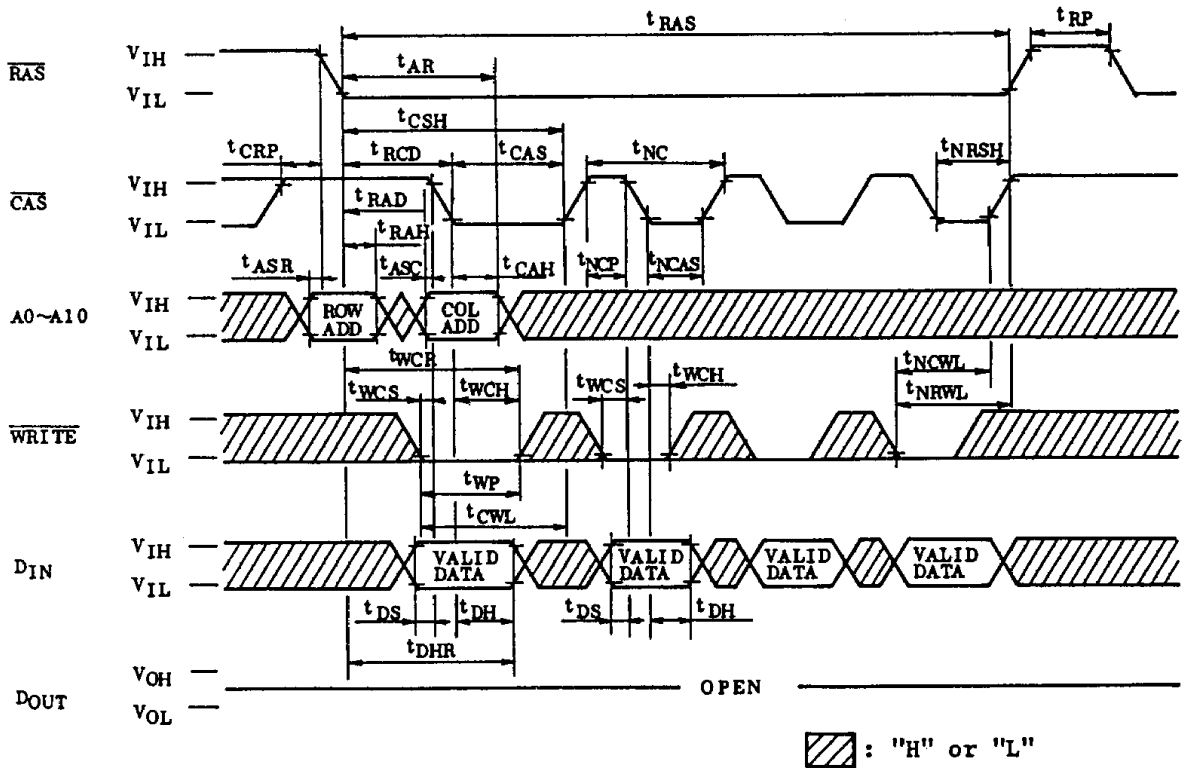 tRAS
tRP
RAS
VIH
VIL
tAR
tCSH
tCRP
tRCD
tCAS
tNC
tNRSH
CAS
VIH
VIL
tRAD
tRAH
tASR
tASC
tCAH
tNCP
tNCAS
A0~A10
VIH
VIL
ROW ADD
COL ADD
tWCR
tWCS
tWCH
tWCS
tWCH
tNCWL
tNRWL
WRITE
VIH
VIL
tWP
tCWL
DIN
VIH
VIL
VALID DATA
VALID DATA
VALID DATA
VALID DATA
tDS
tDH
tDS
tDH
tDHR
DOUT
VOH
VOL
OPEN
: "H" or "L"